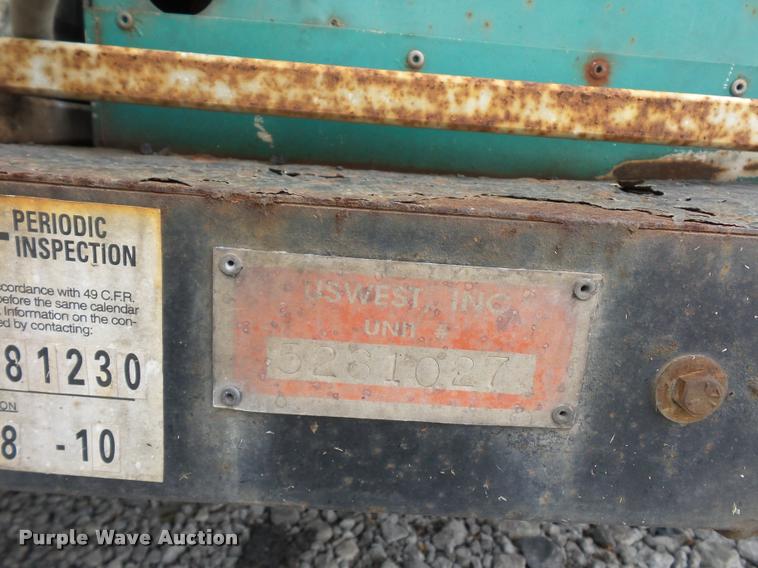 PERIODIC
INSPECTION
ccordance with 49 C.F.R.
before the same calendar
. Information on the con-
ed by contacting:
81230
ON
8 -10
USWEST, INC.
UNIT #
5281027
Purple Wave Auction